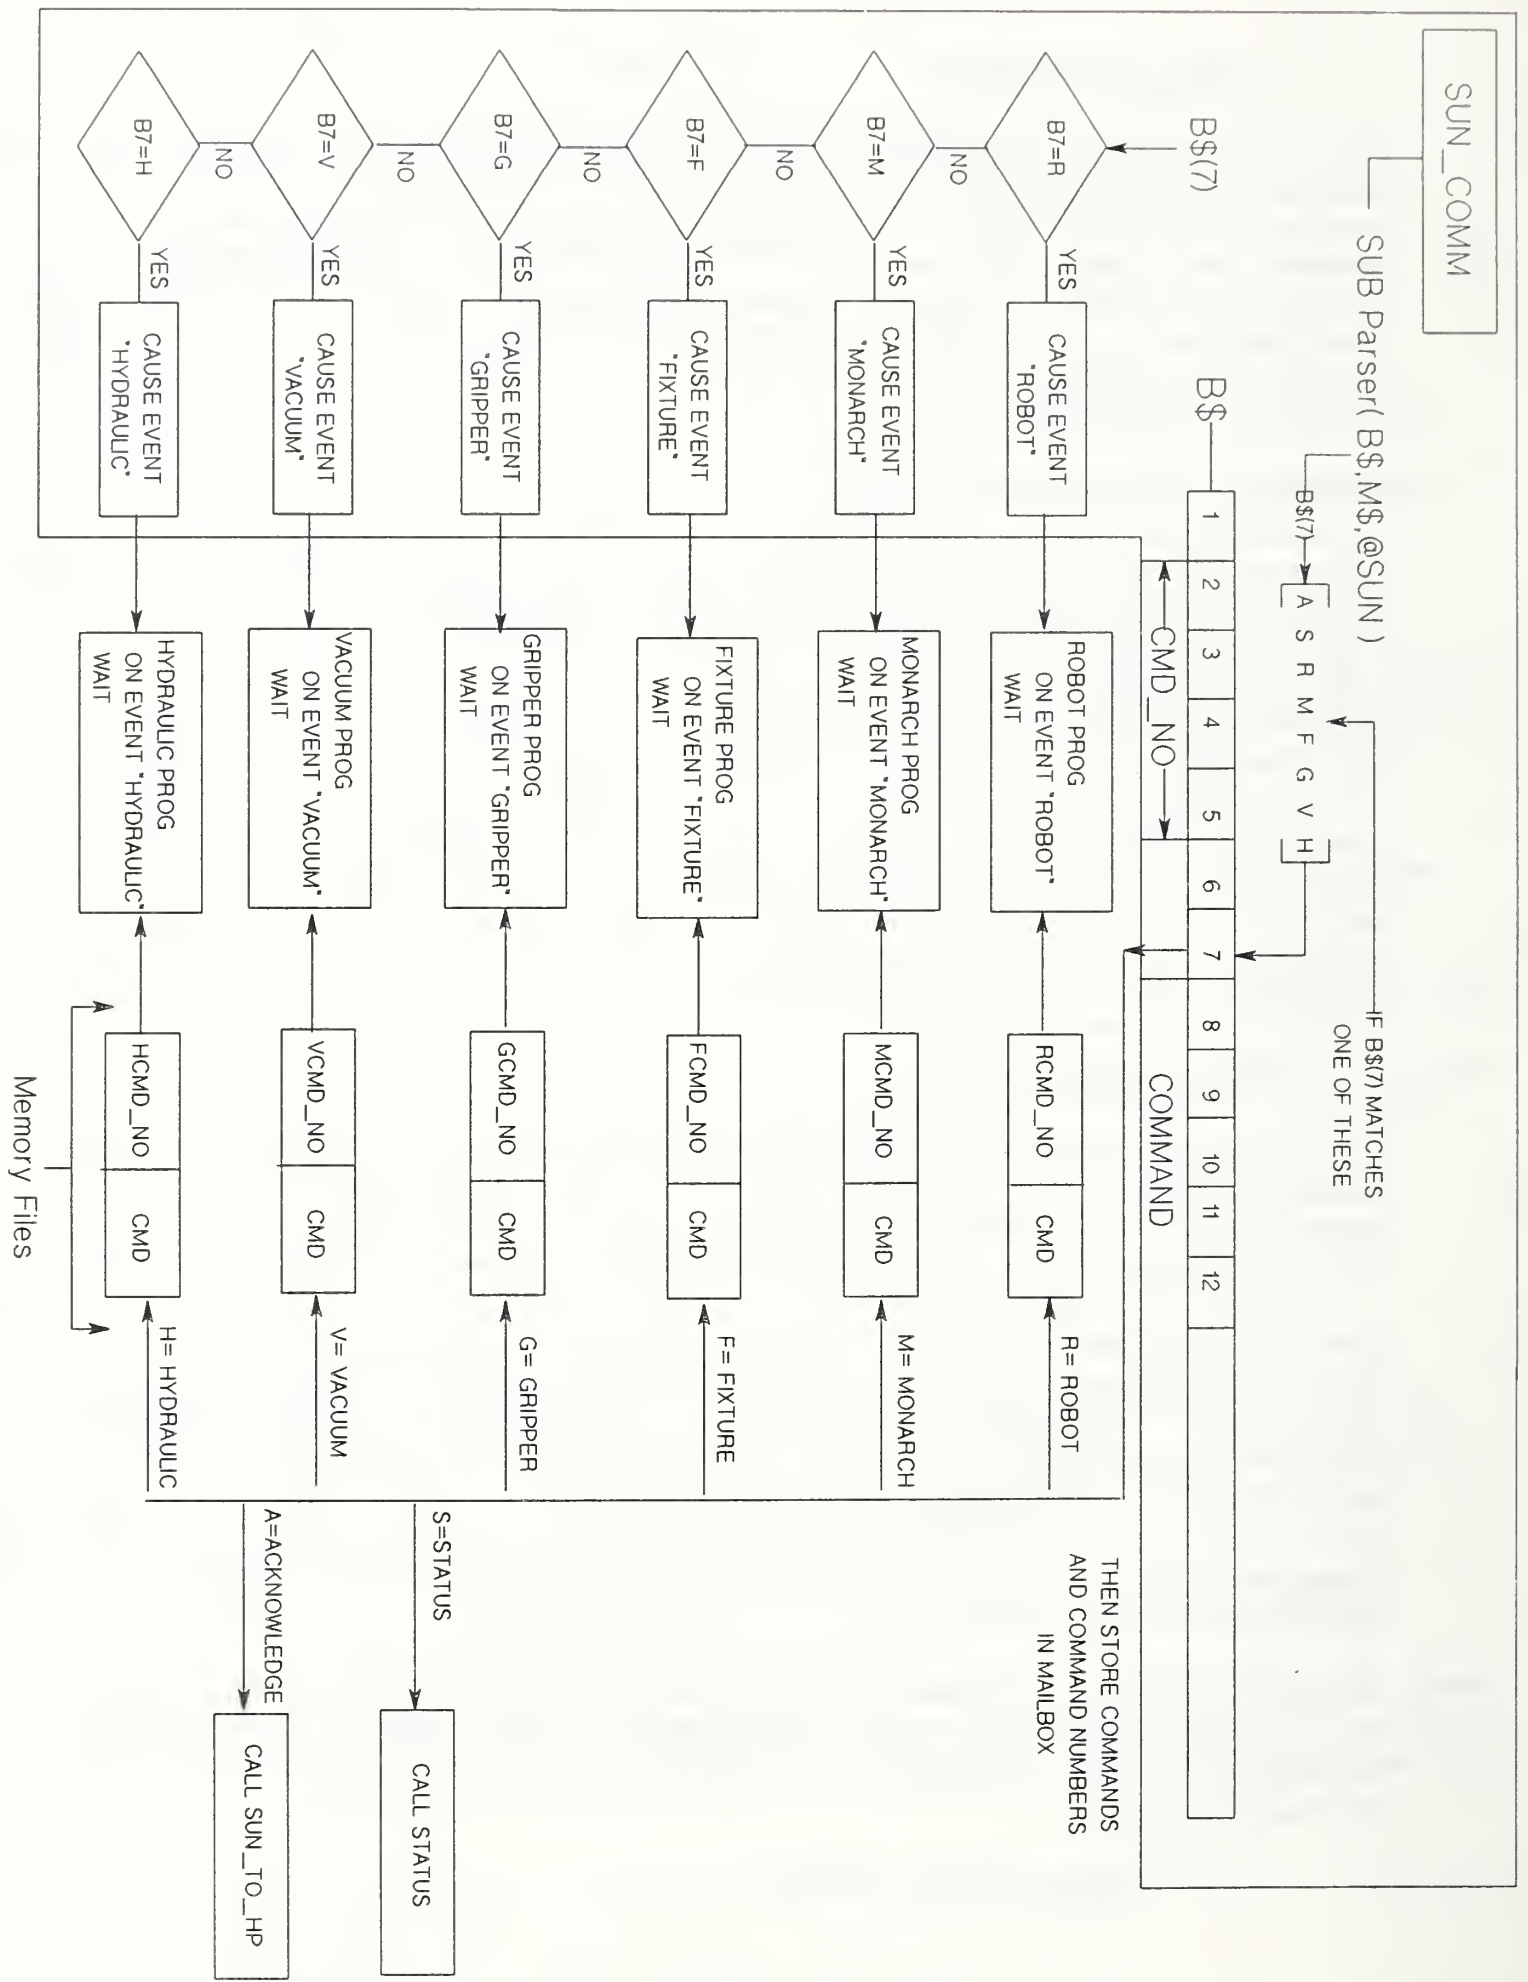 SUN_COMM
SUB Parser( B$,M$,@SUN )
B$(7)
A S R M F G V H
IF B$(7) MATCHES
ONE OF THESE
B$
1 2 3 4 5 6 7 8 9 10 11 12
CMD_NO
COMMAND
THEN STORE COMMANDS
AND COMMAND NUMBERS
IN MAILBOX
B$(7)
B7=R
YES
CAUSE EVENT
"ROBOT"
ROBOT PROG
ON EVENT "ROBOT"
WAIT
RCMD_NO
CMD
R= ROBOT
NO
B7=M
YES
CAUSE EVENT
"MONARCH"
MONARCH PROG
ON EVENT "MONARCH"
WAIT
MCMD_NO
CMD
M= MONARCH
NO
B7=F
YES
CAUSE EVENT
"FIXTURE"
FIXTURE PROG
ON EVENT "FIXTURE"
WAIT
FCMD_NO
CMD
F= FIXTURE
NO
B7=G
YES
CAUSE EVENT
"GRIPPER"
GRIPPER PROG
ON EVENT "GRIPPER"
WAIT
GCMD_NO
CMD
G= GRIPPER
S=STATUS
CALL STATUS
NO
B7=V
YES
CAUSE EVENT
"VACUUM"
VACUUM PROG
ON EVENT "VACUUM"
WAIT
VCMD_NO
CMD
V= VACUUM
A=ACKNOWLEDGE
CALL SUN_TO_HP
NO
B7=H
YES
CAUSE EVENT
"HYDRAULIC"
HYDRAULIC PROG
ON EVENT "HYDRAULIC"
WAIT
HCMD_NO
CMD
H= HYDRAULIC
Memory Files